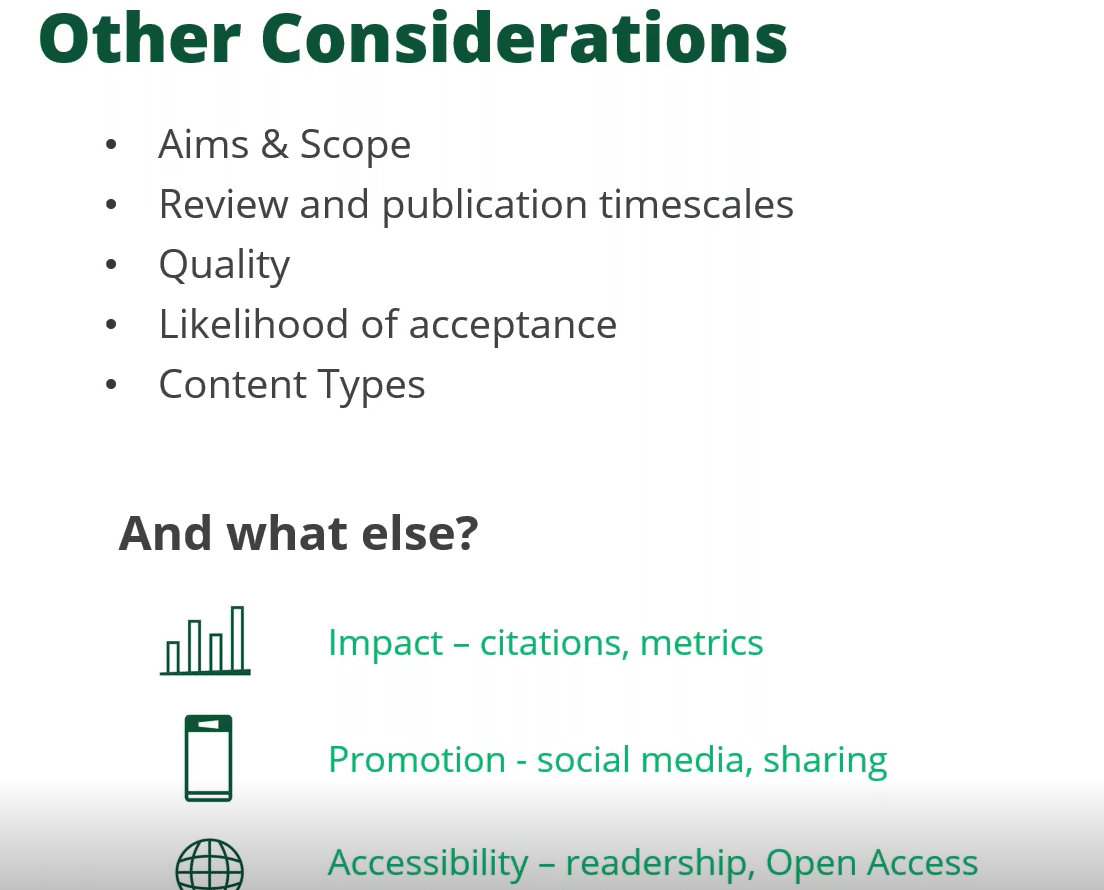 Other Considerations
• Aims & Scope
• Review and publication timescales
• Quality
• Likelihood of acceptance
• Content Types
And what else?
Impact – citations, metrics
Promotion - social media, sharing
Accessibility – readership, Open Access